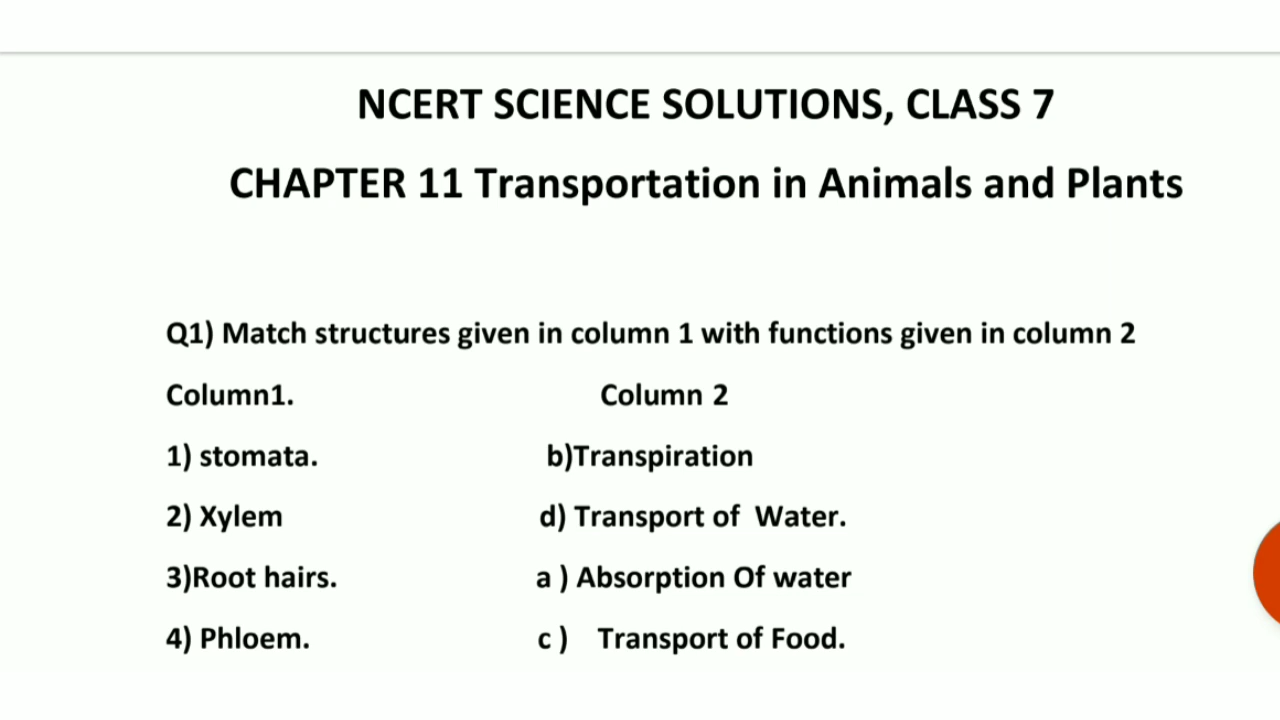 NCERT SCIENCE SOLUTIONS, CLASS 7
CHAPTER 11 Transportation in Animals and Plants
Q1) Match structures given in column 1 with functions given in column 2
Column1. Column 2
1) stomata. b)Transpiration
2) Xylem d) Transport of Water.
3)Root hairs. a ) Absorption Of water
4) Phloem. c ) Transport of Food.